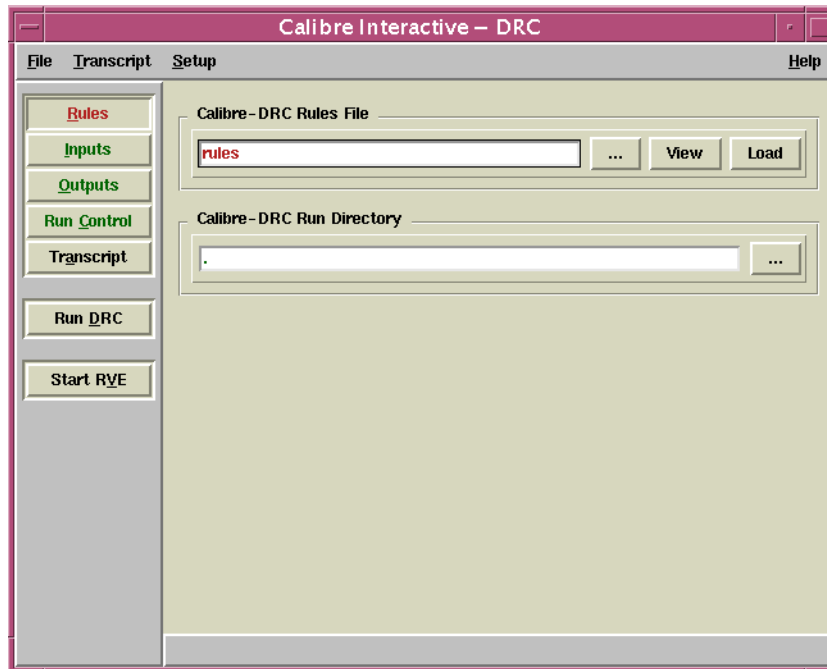 Calibre Interactive – DRC
File Transcript Setup Help
Rules
Inputs
Outputs
Run Control
Transcript
Run DRC
Start RVE
Calibre-DRC Rules File
rules ... View Load
Calibre-DRC Run Directory
. ...